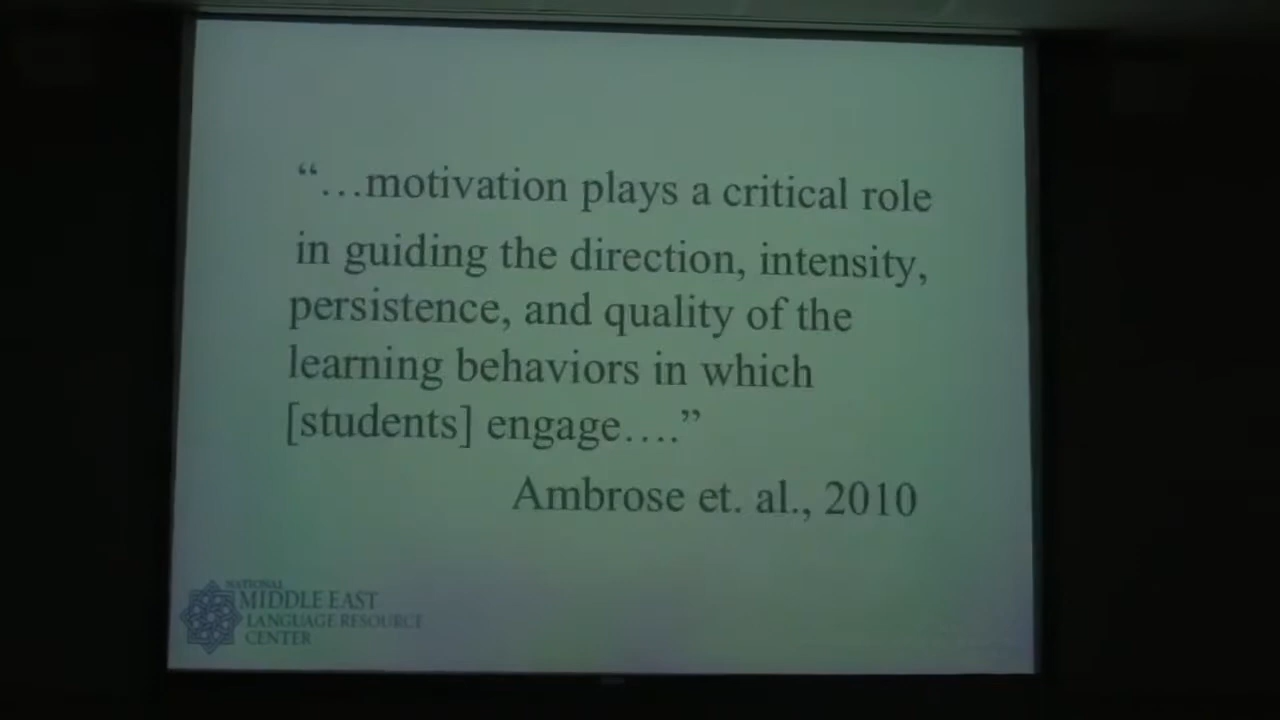 “…motivation plays a critical role
in guiding the direction, intensity,
persistence, and quality of the
learning behaviors in which
[students] engage….”
Ambrose et. al., 2010
NATIONAL
MIDDLE EAST
LANGUAGE RESOURCE
CENTER